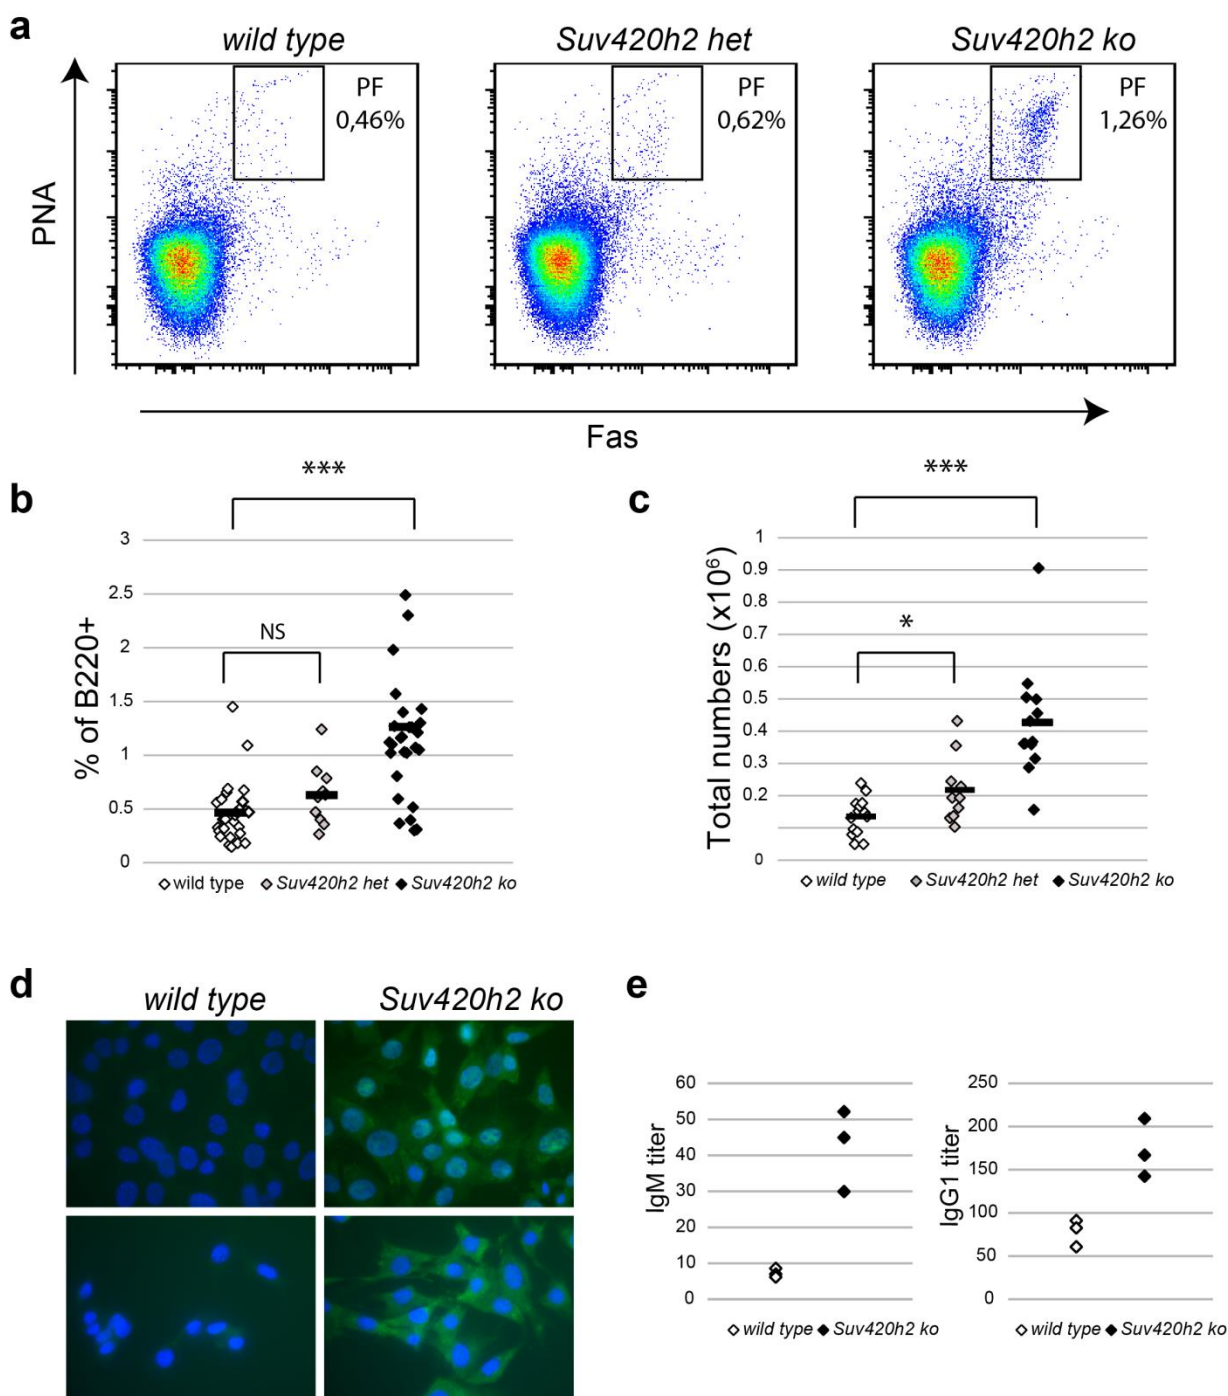 a
wild type
Suv420h2 het
Suv420h2 ko
PNA
PF
0,46%
PF
0,62%
PF
1,26%
Fas
b
***
% of B220+
3
2.5
2
1.5
1
0.5
0
NS
wild type Suv420h2 het Suv420h2 ko
c
***
*
Total numbers (x10⁶)
1
0.9
0.8
0.7
0.6
0.5
0.4
0.3
0.2
0.1
0
wild type Suv420h2 het Suv420h2 ko
d
wild type
Suv420h2 ko
e
IgM titer
60
50
40
30
20
10
0
wild type Suv420h2 ko
IgG1 titer
250
200
150
100
50
0
wild type Suv420h2 ko